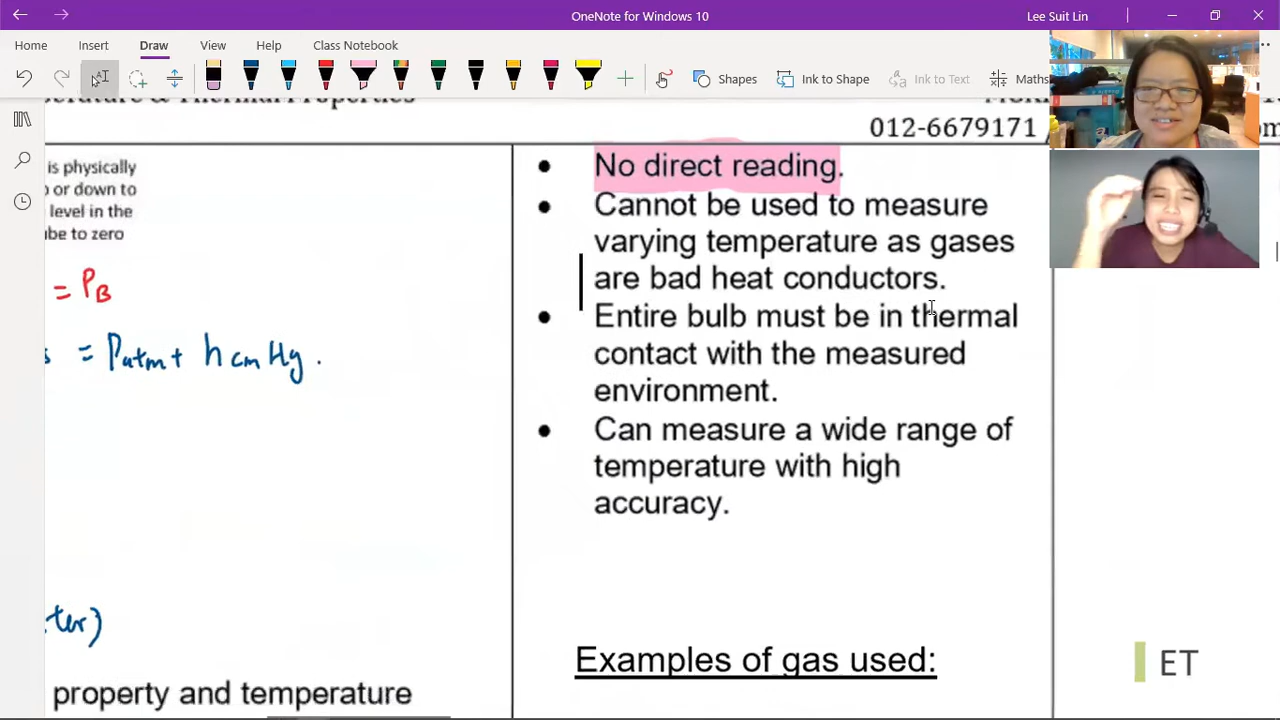 OneNote for Windows 10
Lee Suit Lin
Home Insert Draw View Help Class Notebook
Shapes Ink to Shape Ink to Text Maths
& Thermal Properties
012-6679171 /
is physically
or down to
level in the
to zero
= PB
= Patm + h cm Hg.
No direct reading.
Cannot be used to measure
varying temperature as gases
are bad heat conductors.
Entire bulb must be in thermal
contact with the measured
environment.
Can measure a wide range of
temperature with high
accuracy.
Examples of gas used:
property and temperature
ET